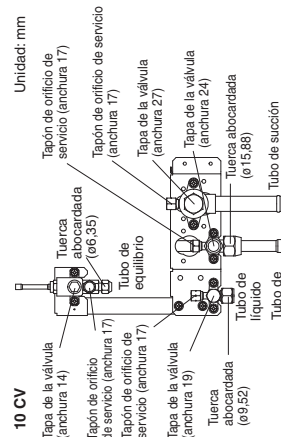 10 CV
Unidad: mm
Tapa de la válvula
(anchura 14)
Tapón de orificio
de servicio (anchura 17)
Tapón de orificio de
servicio (anchura 17)
Tapa de la válvula
(anchura 19)
Tuerca
abocardada
(ø9,52)
Tuerca
abocardada
(ø6,35)
Tubo de
equilibrio
Tubo de
líquido
Tubo de
Tapón de orificio de
servicio (anchura 17)
Tapón de orificio de servicio
(anchura 17)
Tapa de la válvula
(anchura 27)
Tapa de la válvula
(anchura 24)
Tuerca abocardada
(ø15,88)
Tubo de succión